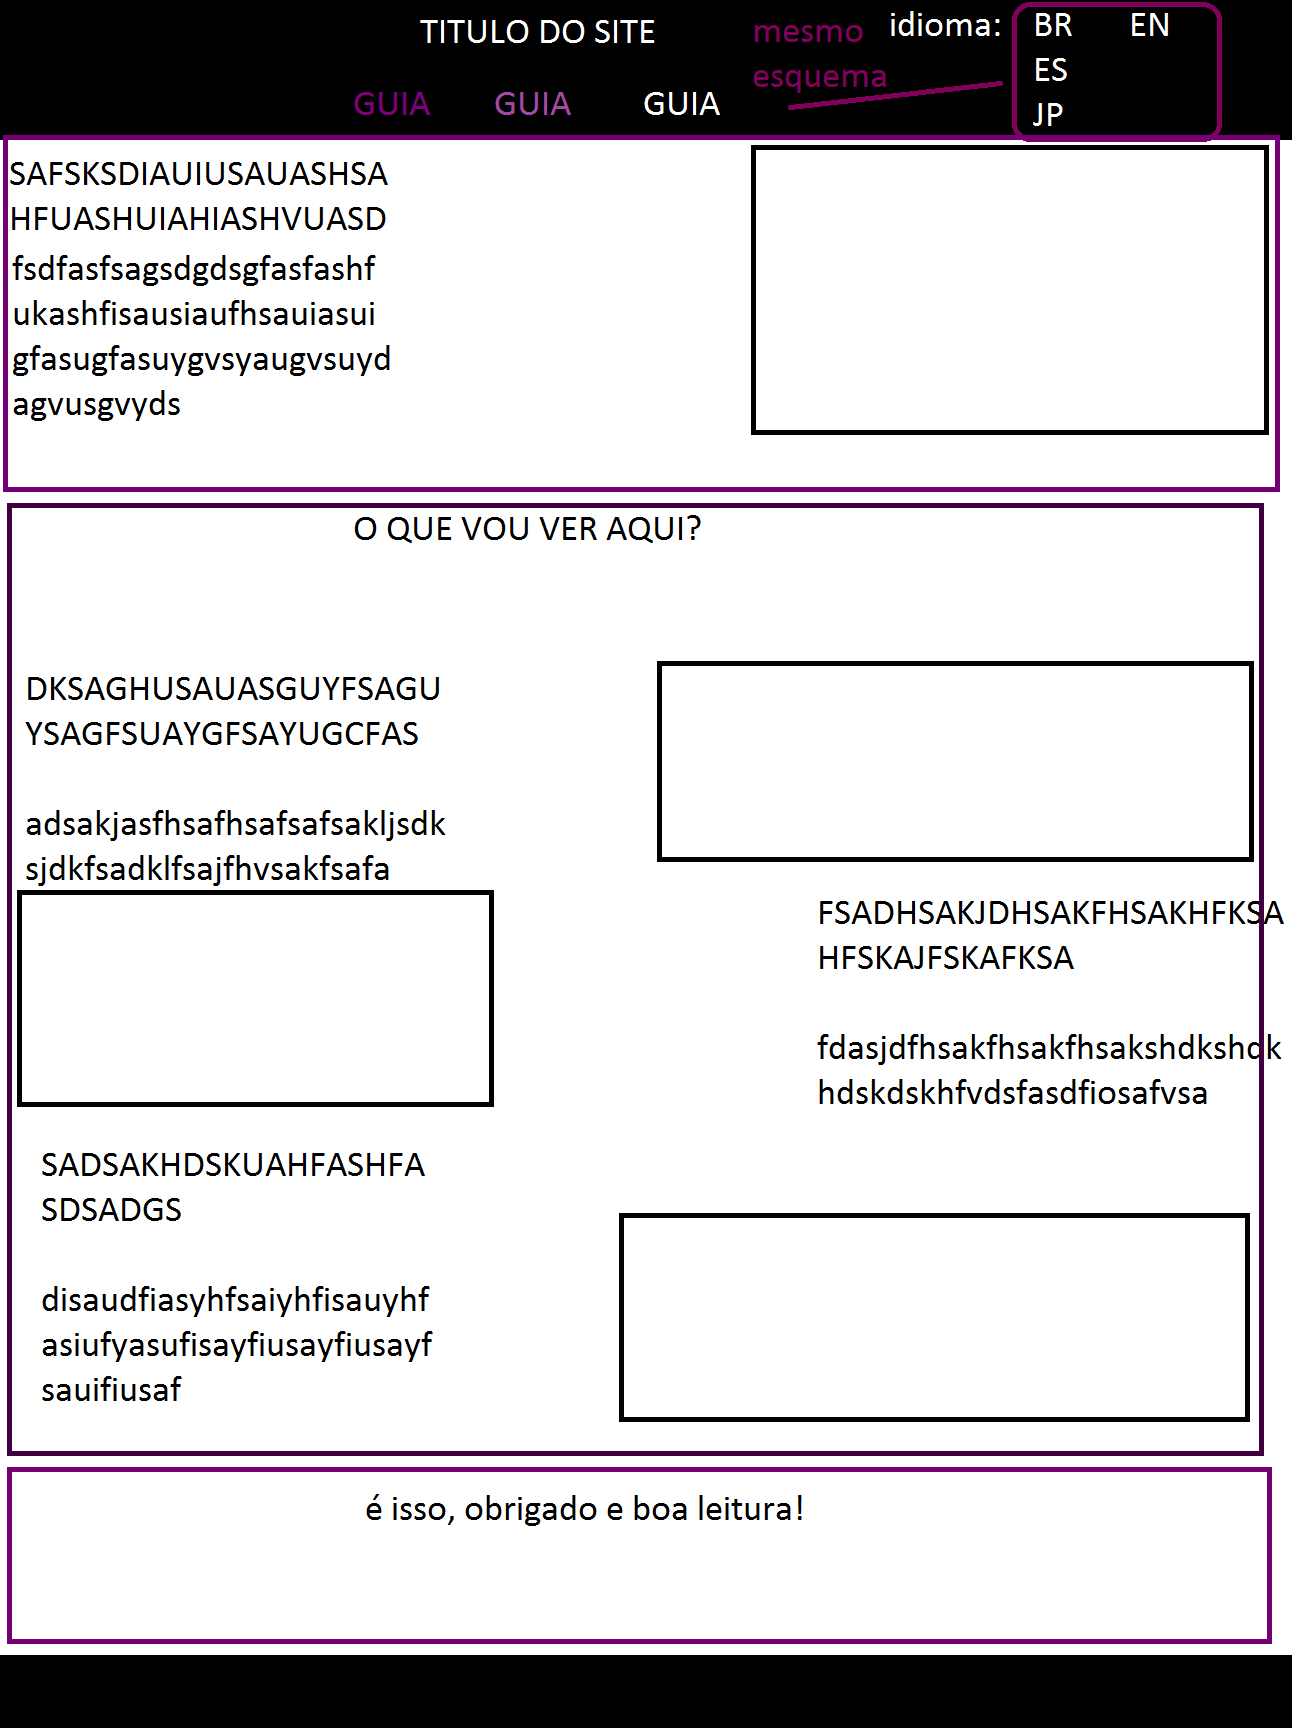 TITULO DO SITE
mesmo
esquema
idioma:
BR EN
ES
JP
GUIA GUIA GUIA
SAFSKSDIAUIUSAUASHSA
HFUASHUIAHIASHVUASD
fsdfasfsagsdgdsgfasfashf
ukashfisausiaufhsauiasui
gfasugfasuygvsyaugvsuyd
agvusgvyds
O QUE VOU VER AQUI?
DKSAGHUSAUASGUYFSAGU
YSAGFSUAYGFSAYUGCFAS
adsakjasfhsafhsafsafsakljsdk
sjdkfsadklfsajfhvsakfsafa
FSADHSAKJDHSAKFHSAKHFKSA
HFSKAJFSKAFKSA
fdasjdfhsakfhsakfhsakshdkshdk
hdskdskhfvdsfasdfiosafvsa
SADSAKHDSKUAHFASHFA
SDSADGS
disaudfiasyhfsaiyhfisauyhf
asiufyasufisayfiusayfiusayf
sauifiusaf
é isso, obrigado e boa leitura!